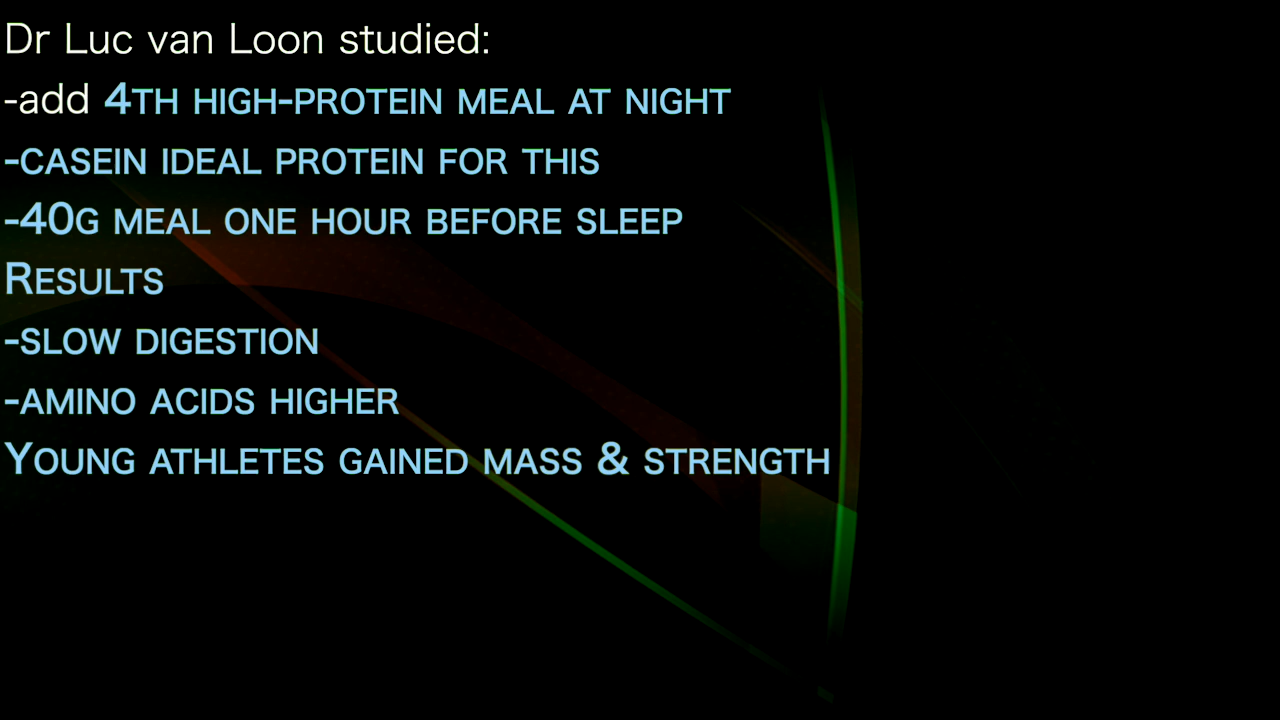 Dr Luc van Loon studied:
-add 4TH HIGH-PROTEIN MEAL AT NIGHT
-CASEIN IDEAL PROTEIN FOR THIS
-40G MEAL ONE HOUR BEFORE SLEEP
RESULTS
-SLOW DIGESTION
-AMINO ACIDS HIGHER
YOUNG ATHLETES GAINED MASS & STRENGTH